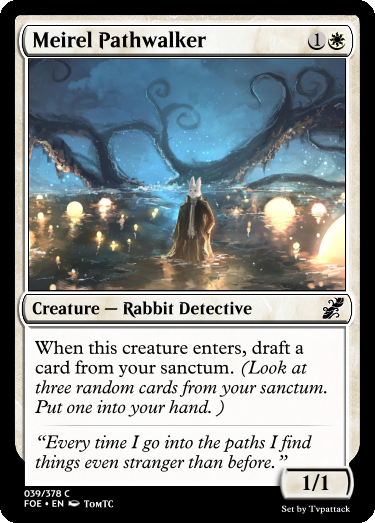 Meirel Pathwalker 1
Creature — Rabbit Detective
When this creature enters, draft a
card from your sanctum. (Look at
three random cards from your sanctum.
Put one into your hand. )
“Every time I go into the paths I find
things even stranger than before.”
1/1
039/378 C
FOE • EN TomTC
Set by Tvpattack